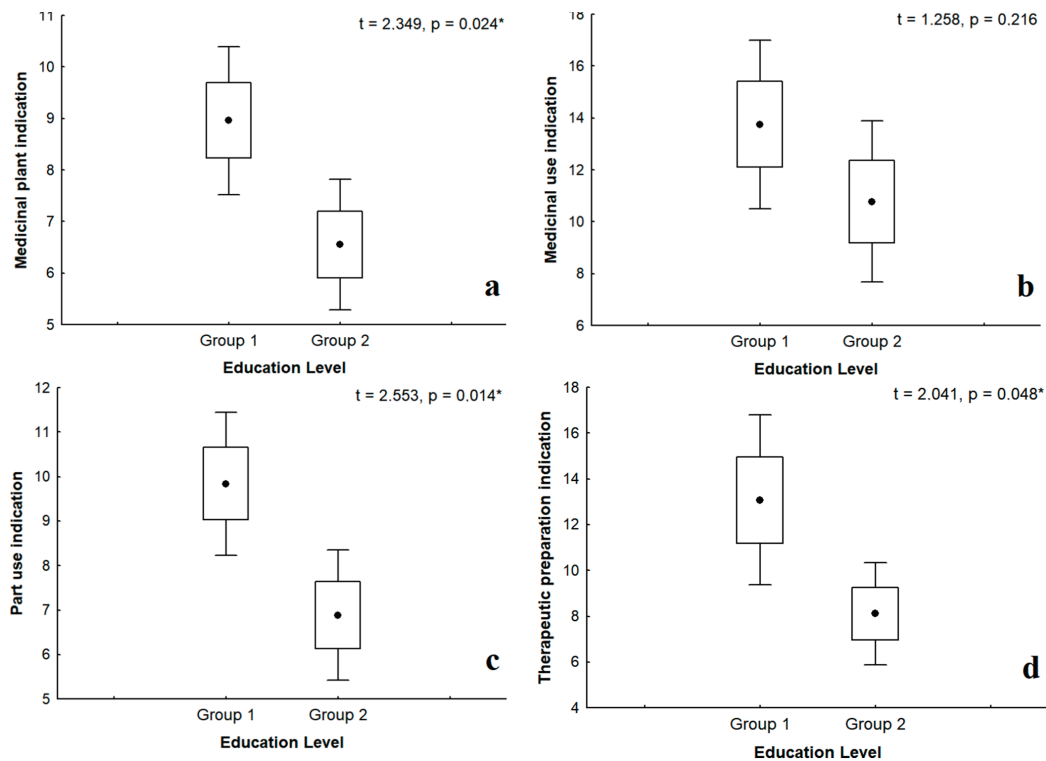 11
t = 2.349, p = 0.024*
10
9
8
7
6
5
Medicinal plant indication
a
Group 1 Group 2
Education Level
18
t = 1.258, p = 0.216
16
14
12
10
8
6
Medicinal use indication
b
Group 1 Group 2
Education Level
12
t = 2.553, p = 0.014*
11
10
9
8
7
6
5
Part use indication
c
Group 1 Group 2
Education Level
18
t = 2.041, p = 0.048*
16
14
12
10
8
6
4
Therapeutic preparation indication
d
Group 1 Group 2
Education Level